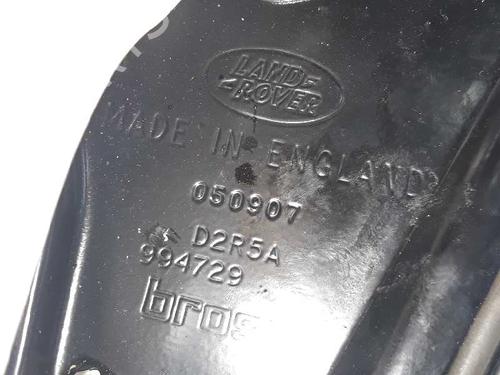 LAND-
-ROVER
MADE IN ENGLAND
050907
D2R5A
994729
bros